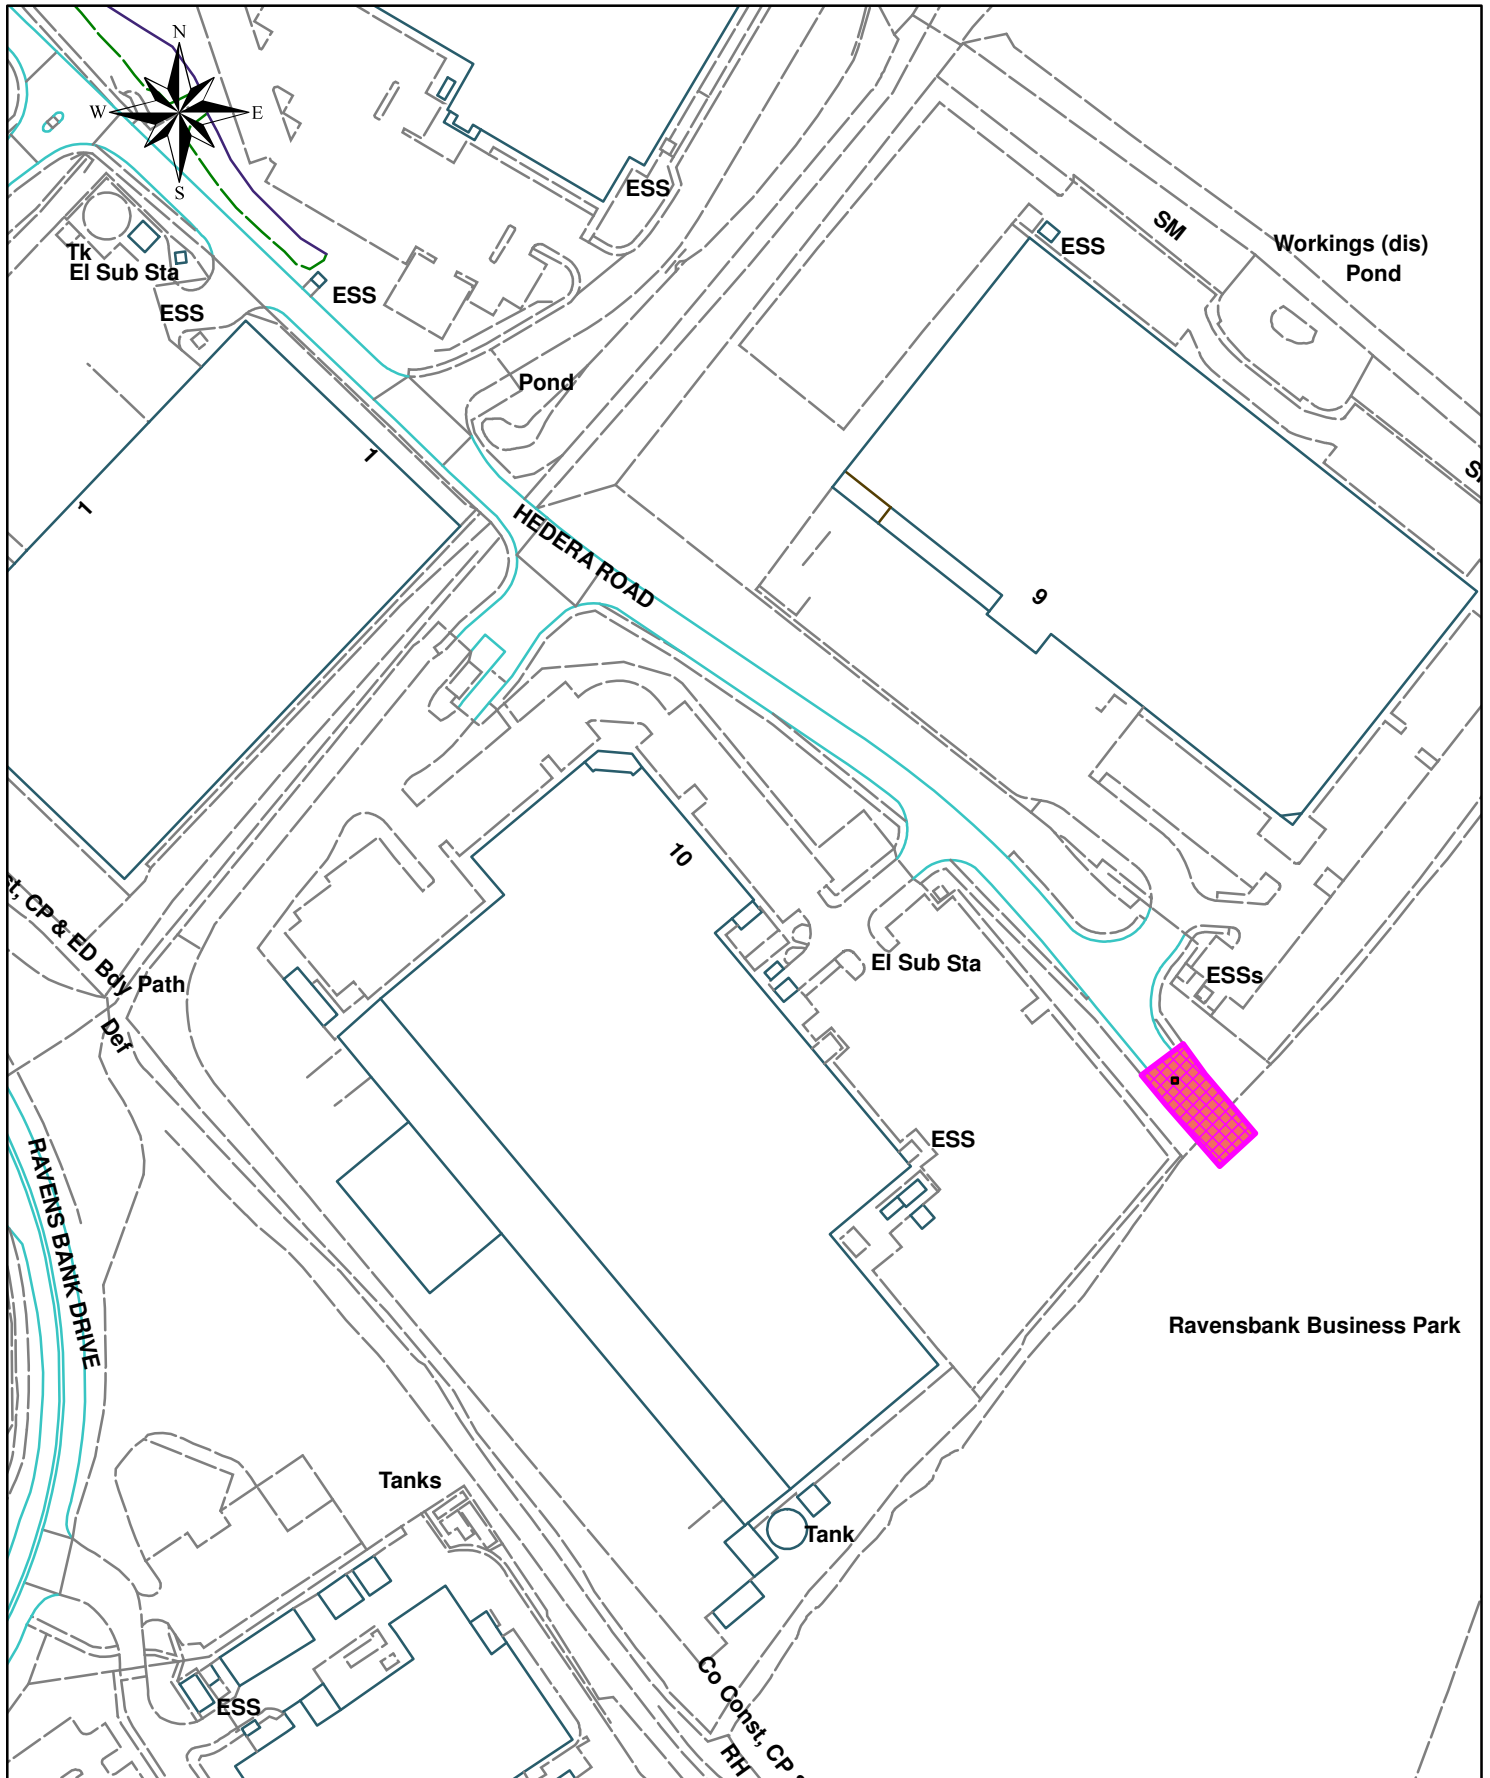 N
W
E
S
ESS
SM
Workings (dis)
Pond
ESS
Tk
El Sub Sta
ESS
ESS
Pond
1
1
HEDERA ROAD
9
10
El Sub Sta
ESSs
CP & ED Bdy
Path
Def
ESS
RAVENS BANK DRIVE
Ravensbank Business Park
Tanks
Tank
Co Const, CP
RH
ESS